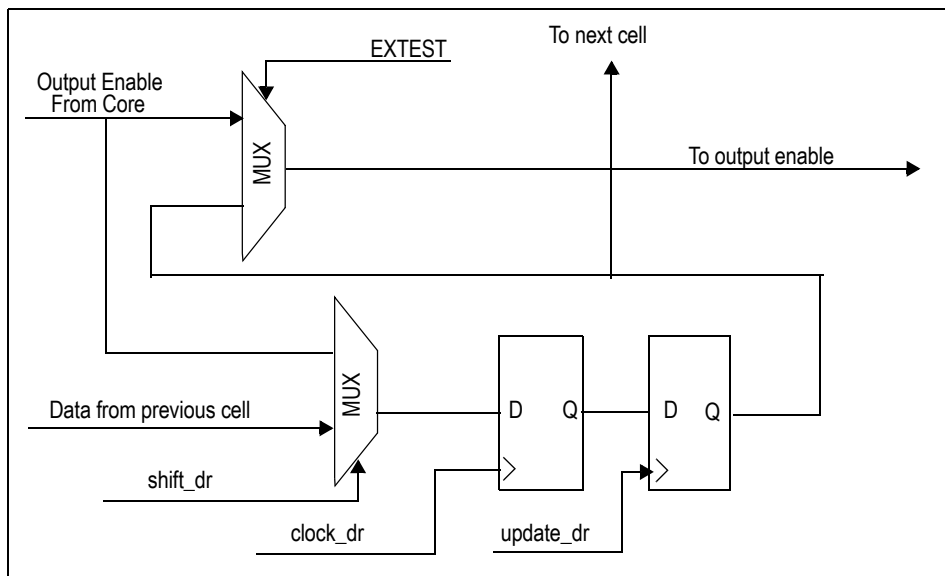 To next cell
EXTEST
Output Enable
From Core
MUX
To output enable
MUX
D Q
D Q
Data from previous cell
shift_dr
clock_dr
update_dr